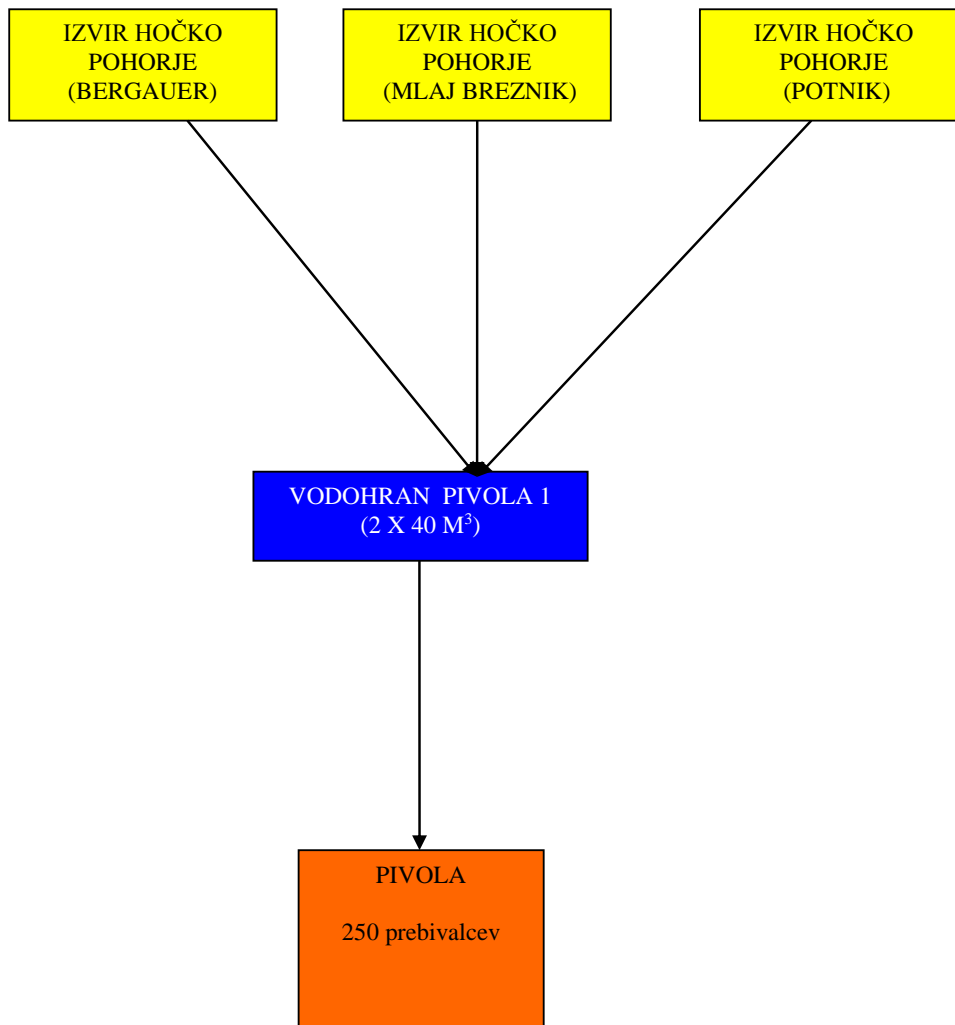 IZVIR HOČKO
POHORJE
(BERGAUER)
IZVIR HOČKO
POHORJE
(MLAJ BREZNIK)
IZVIR HOČKO
POHORJE
(POTNIK)
VODOHRAN  PIVOLA 1
(2 X 40 M³)
PIVOLA
250 prebivalcev